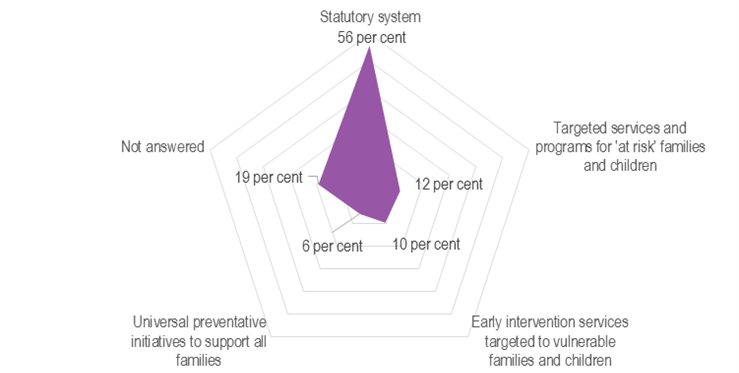 Statutory system
56 per cent
Targeted services and
programs for 'at risk' families
and children
Not answered
19 per cent
12 per cent
6 per cent
10 per cent
Universal preventative
initiatives to support all
families
Early intervention services
targeted to vulnerable
families and children